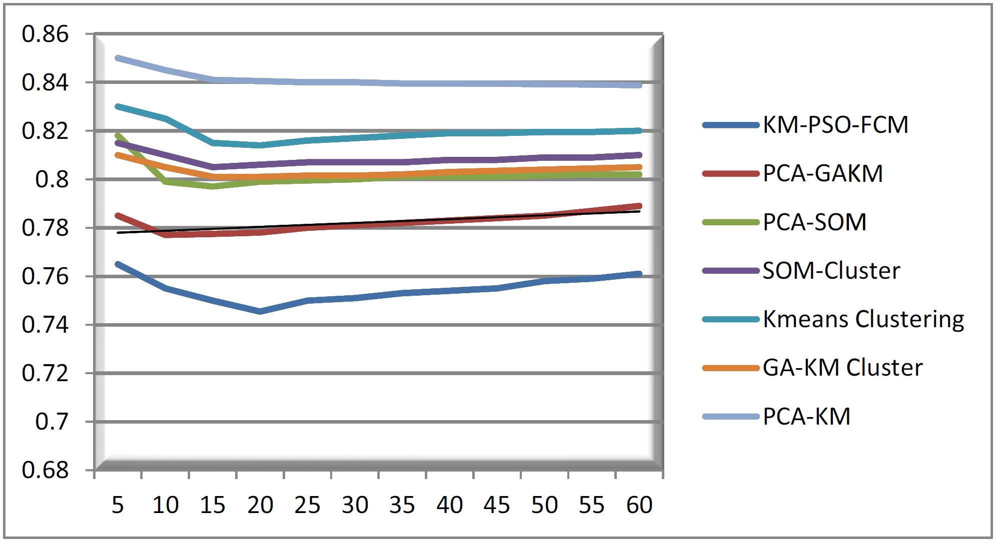 0.86
0.84
0.82
0.8
0.78
0.76
0.74
0.72
0.7
0.68
5 10 15 20 25 30 35 40 45 50 55 60
KM-PSO-FCM
PCA-GAKM
PCA-SOM
SOM-Cluster
Kmeans Clustering
GA-KM Cluster
PCA-KM